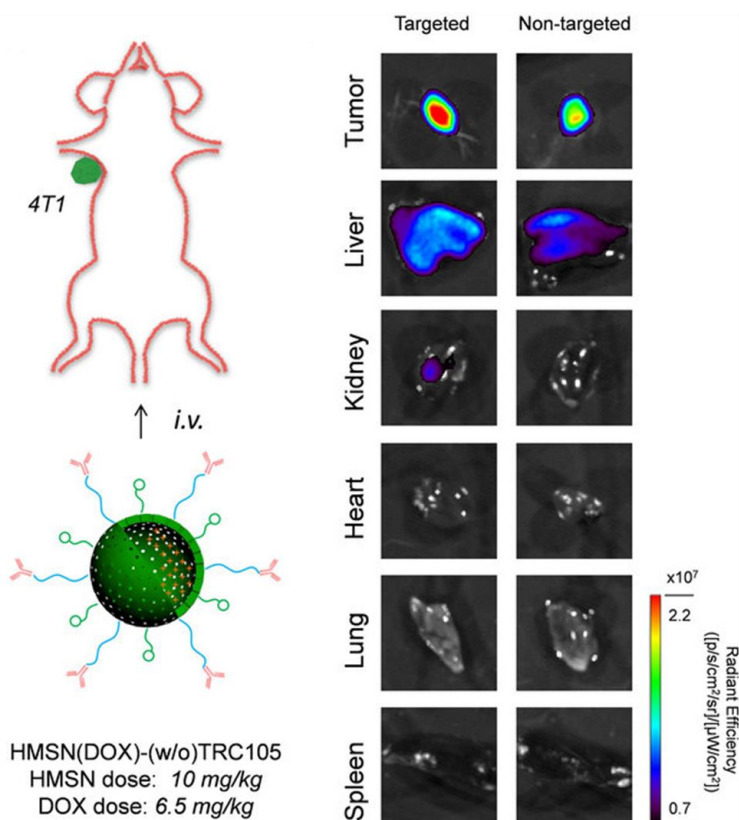 Targeted Non-targeted
Tumor
4T1
Liver
Kidney
i.v.
Heart
Lung
Spleen
x10⁷
2.2
0.7
Radiant Efficiency
([p/s/cm²/sr]/[µW/cm²])
HMSN(DOX)-(w/o)TRC105
HMSN dose: 10 mg/kg
DOX dose: 6.5 mg/kg